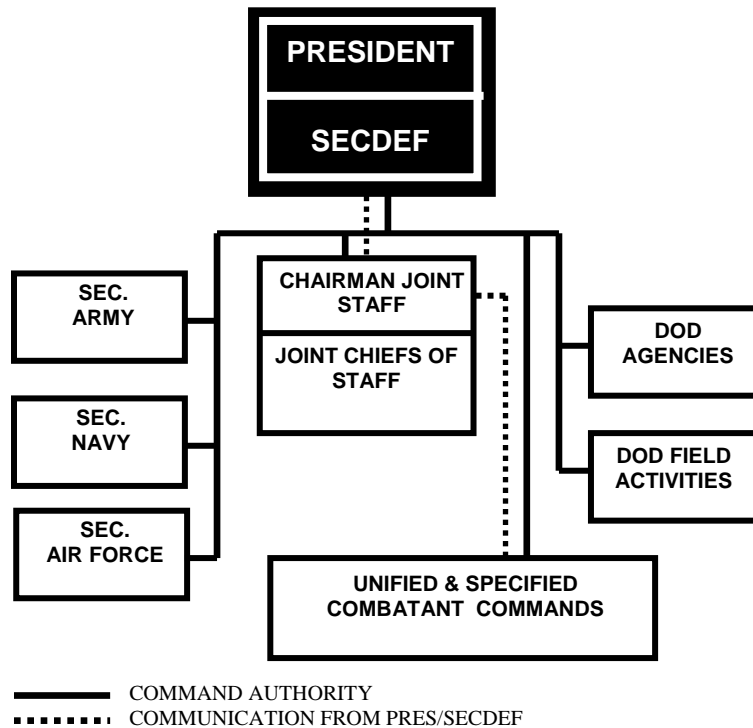 PRESIDENT
SECDEF
SEC.
ARMY
CHAIRMAN JOINT
STAFF
JOINT CHIEFS OF
STAFF
DOD
AGENCIES
SEC.
NAVY
DOD FIELD
ACTIVITIES
SEC.
AIR FORCE
UNIFIED & SPECIFIED
COMBATANT COMMANDS
COMMAND AUTHORITY
COMMUNICATION FROM PRES/SECDEF